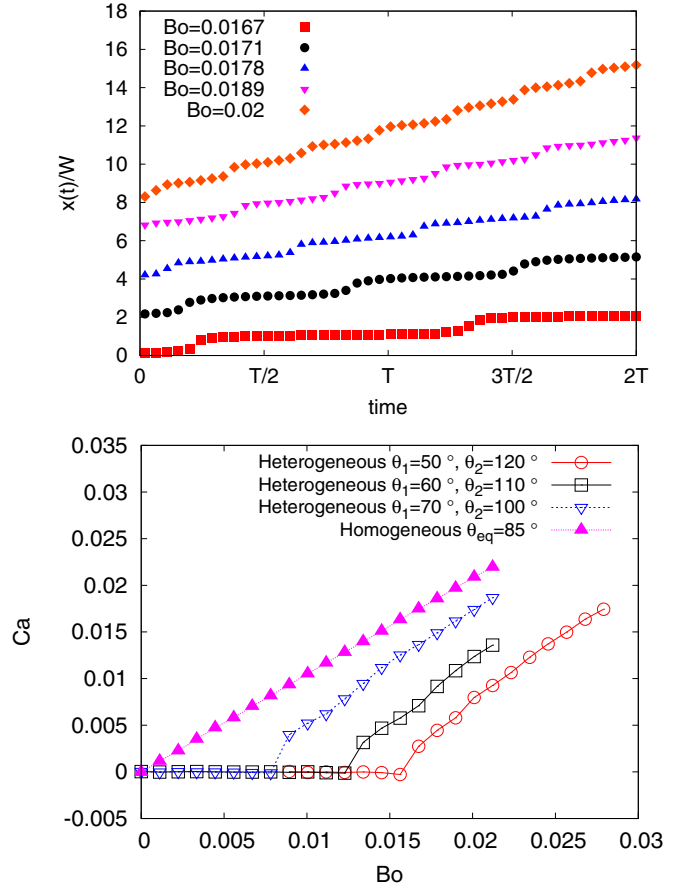 18
16
14
12
10
8
6
4
2
0
x(t)/W
Bo=0.0167
Bo=0.0171
Bo=0.0178
Bo=0.0189
Bo=0.02
0 T/2 T 3T/2 2T
time
0.035
0.03
0.025
0.02
0.015
0.01
0.005
0
-0.005
Ca
Heterogeneous θ₁=50 °, θ₂=120 °
Heterogeneous θ₁=60 °, θ₂=110 °
Heterogeneous θ₁=70 °, θ₂=100 °
Homogeneous θeq=85 °
0 0.005 0.01 0.015 0.02 0.025 0.03
Bo